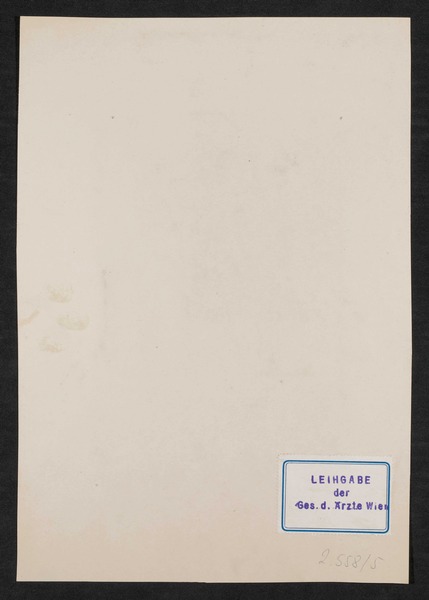 LEIHGABE
der
Ges. d. Ärzte Wien
2.558/5